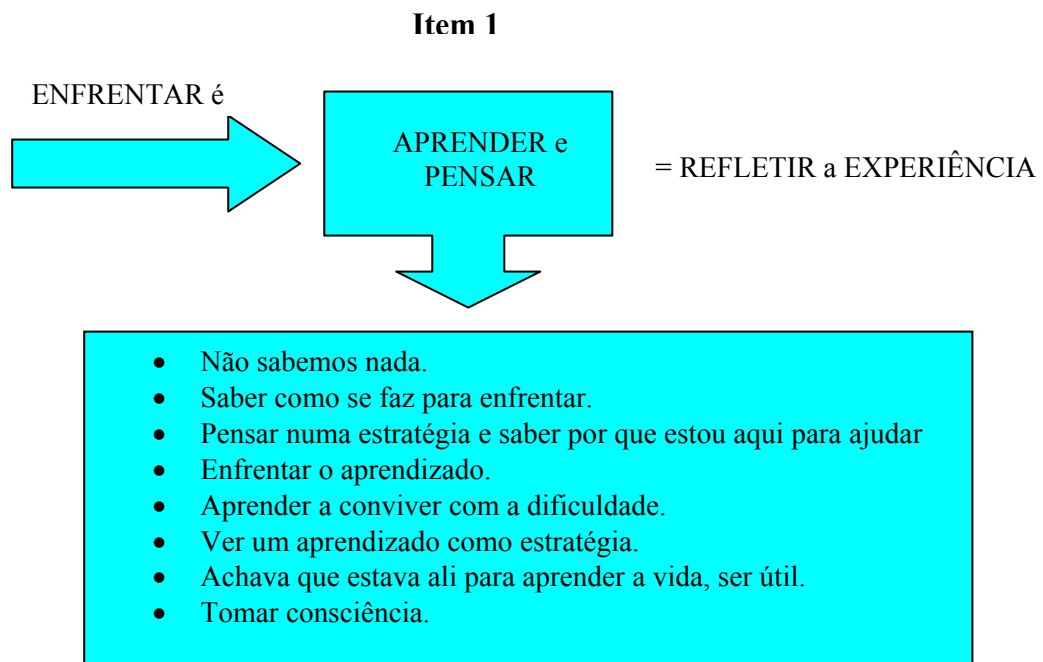 Item 1
ENFRENTAR é
APRENDER e
PENSAR
= REFLETIR a EXPERIÊNCIA
• Não sabemos nada.
• Saber como se faz para enfrentar.
• Pensar numa estratégia e saber por que estou aqui para ajudar
• Enfrentar o aprendizado.
• Aprender a conviver com a dificuldade.
• Ver um aprendizado como estratégia.
• Achava que estava ali para aprender a vida, ser útil.
• Tomar consciência.